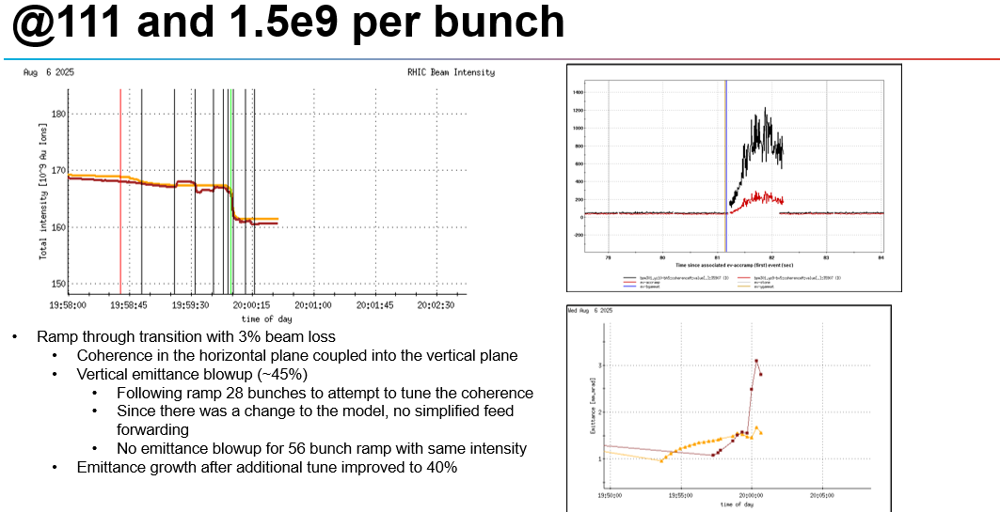 @111 and 1.5e9 per bunch
Aug 6 2025
RHIC Beam Intensity
Total intensity [10^9 Au Ions]
180
170
160
150
19:58:00 19:58:45 19:59:30 20:00:15 20:01:00 20:01:45 20:02:30
time of day
• Ramp through transition with 3% beam loss
• Coherence in the horizontal plane coupled into the vertical plane
• Vertical emittance blowup (~45%)
• Following ramp 28 bunches to attempt to tune the coherence
• Since there was a change to the model, no simplified feed
forwarding
• No emittance blowup for 56 bunch ramp with same intensity
• Emittance growth after additional tune improved to 40%
1400
1200
1000
800
600
400
200
0
-200
79 80 81 82 83 84
Time since associated ev-accramp (first) event (sec)
ev-accramp
Wed Aug 6 2025
Emittance [mm_mrad]
3
2
1
19:50:00 19:55:00 20:00:00 20:05:00
time of day